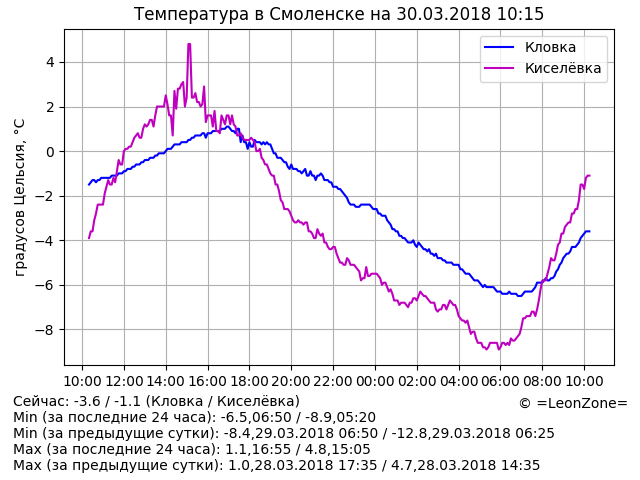 Температура в Смоленске на 30.03.2018 10:15
Кловка
Киселёвка
градусов Цельсия, °C
4
2
0
−2
−4
−6
−8
10:00 12:00 14:00 16:00 18:00 20:00 22:00 00:00 02:00 04:00 06:00 08:00 10:00
Сейчас: -3.6 / -1.1 (Кловка / Киселёвка)
© =LeonZone=
Min (за последние 24 часа): -6.5,06:50 / -8.9,05:20
Min (за предыдущие сутки): -8.4,29.03.2018 06:50 / -12.8,29.03.2018 06:25
Max (за последние 24 часа): 1.1,16:55 / 4.8,15:05
Max (за предыдущие сутки): 1.0,28.03.2018 17:35 / 4.7,28.03.2018 14:35